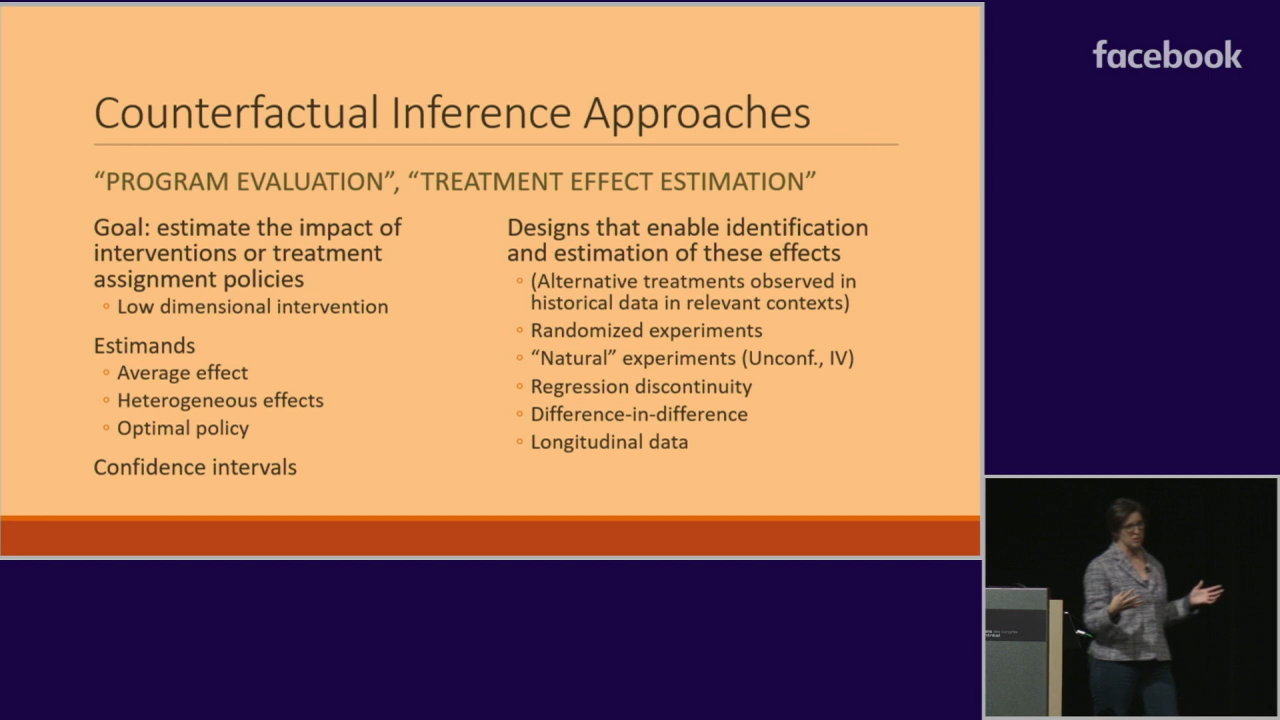 facebook
Counterfactual Inference Approaches
“PROGRAM EVALUATION”, “TREATMENT EFFECT ESTIMATION”
Goal: estimate the impact of
interventions or treatment
assignment policies
◦ Low dimensional intervention
Estimands
◦ Average effect
◦ Heterogeneous effects
◦ Optimal policy
Confidence intervals
Designs that enable identification
and estimation of these effects
◦ (Alternative treatments observed in
historical data in relevant contexts)
◦ Randomized experiments
◦ “Natural” experiments (Unconf., IV)
◦ Regression discontinuity
◦ Difference-in-difference
◦ Longitudinal data